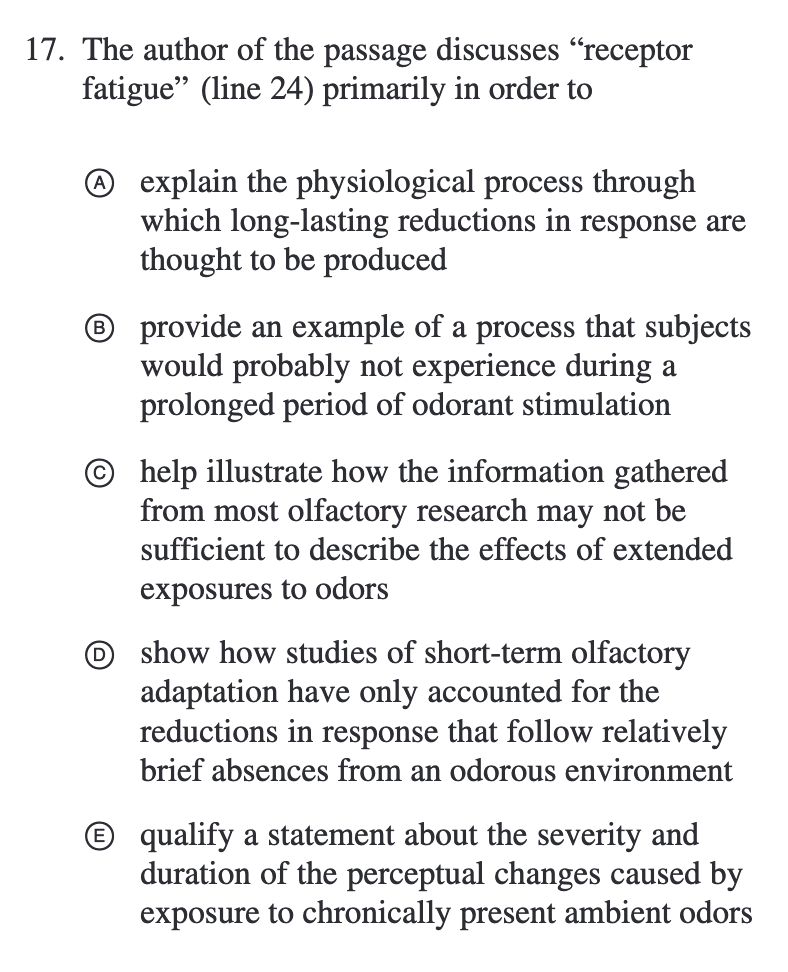 17. The author of the passage discusses “receptor
fatigue” (line 24) primarily in order to
A explain the physiological process through
which long-lasting reductions in response are
thought to be produced
B provide an example of a process that subjects
would probably not experience during a
prolonged period of odorant stimulation
C help illustrate how the information gathered
from most olfactory research may not be
sufficient to describe the effects of extended
exposures to odors
D show how studies of short-term olfactory
adaptation have only accounted for the
reductions in response that follow relatively
brief absences from an odorous environment
E qualify a statement about the severity and
duration of the perceptual changes caused by
exposure to chronically present ambient odors